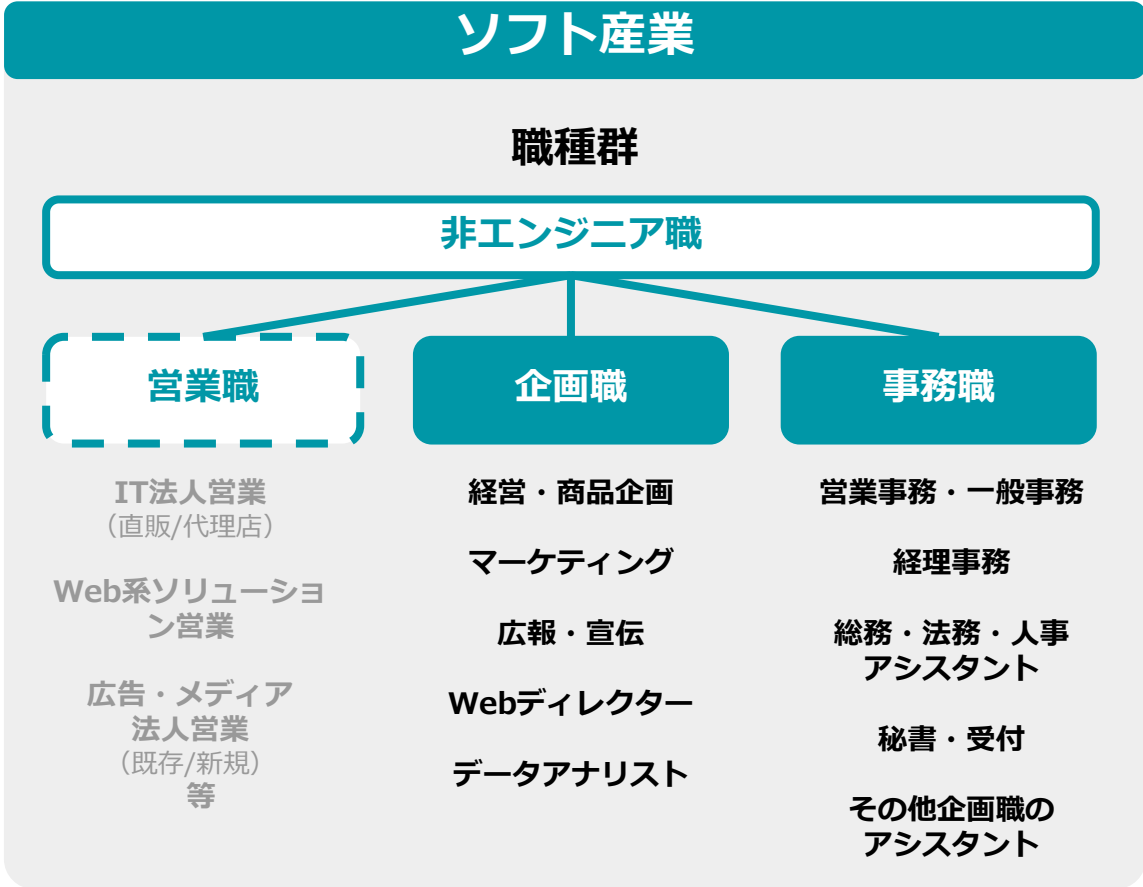 ソフト産業
職種群
非エンジニア職
営業職
IT法人営業
（直販/代理店）
Web系ソリューショ
ン営業
広告・メディア
法人営業
（既存/新規）
等
企画職
経営・商品企画
マーケティング
広報・宣伝
Webディレクター
データアナリスト
事務職
営業事務・一般事務
経理事務
総務・法務・人事
アシスタント
秘書・受付
その他企画職の
アシスタント